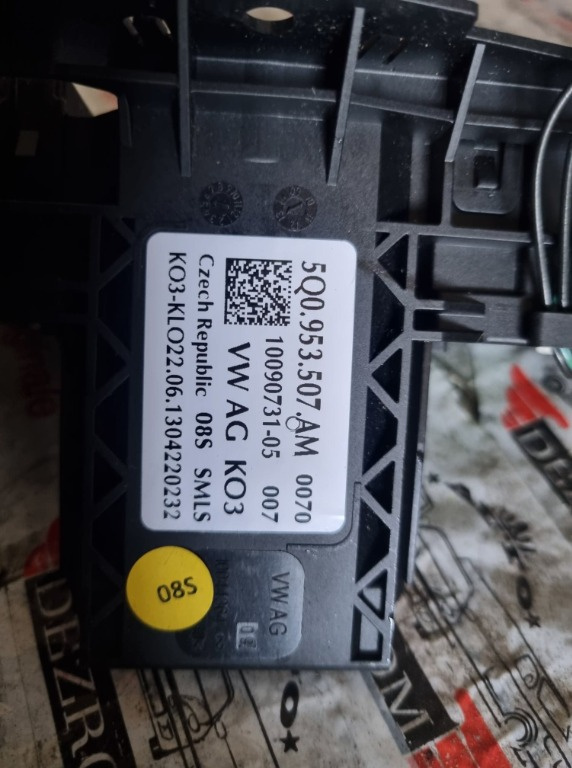 5Q0.953.507.AM 0070
10090731-05 007
VW AG KO3
Czech Republic 08S SMLS
KO3-KLO22.06.1304220232
08S
VW AG